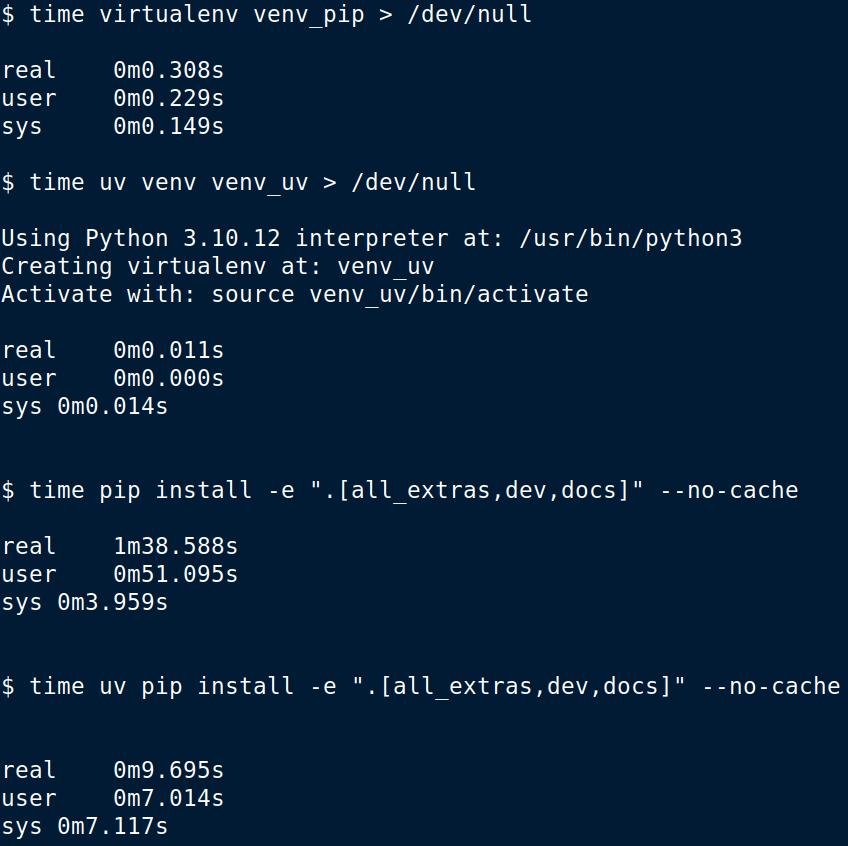 $ time virtualenv venv_pip > /dev/null
real    0m0.308s
user    0m0.229s
sys     0m0.149s
$ time uv venv venv_uv > /dev/null
Using Python 3.10.12 interpreter at: /usr/bin/python3
Creating virtualenv at: venv_uv
Activate with: source venv_uv/bin/activate
real    0m0.011s
user    0m0.000s
sys 0m0.014s
$ time pip install -e ".[all_extras,dev,docs]" --no-cache
real    1m38.588s
user    0m51.095s
sys 0m3.959s
$ time uv pip install -e ".[all_extras,dev,docs]" --no-cache
real    0m9.695s
user    0m7.014s
sys 0m7.117s